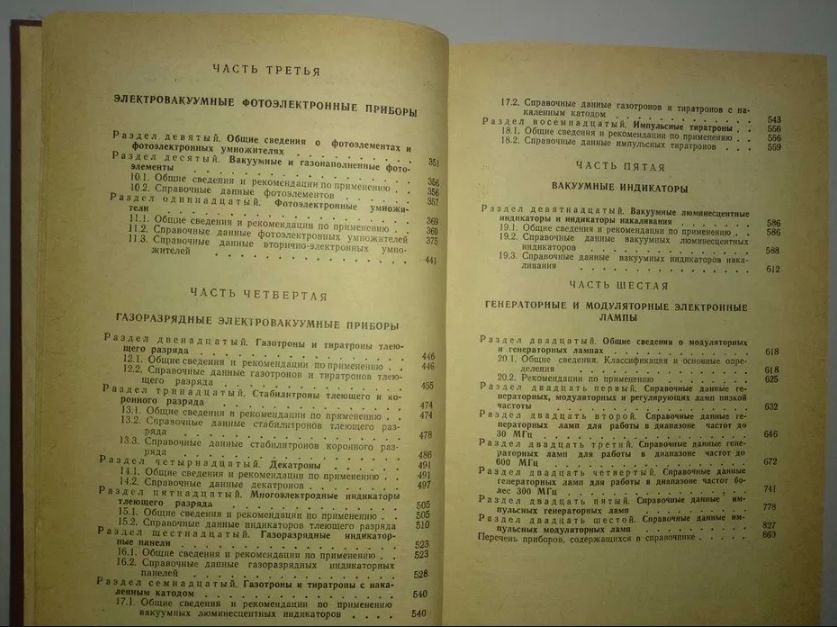 ЧАСТЬ ТРЕТЬЯ
ЭЛЕКТРОВАКУУМНЫЕ ФОТОЭЛЕКТРОННЫЕ ПРИБОРЫ
Раздел девятый. Общие сведения о фотоэлементах и
фотоэлектронных умножителях . . . . . . . . 351
Раздел десятый. Вакуумные и газонаполненные фото-
элементы . . . . . . . . . . 356
10.1. Общие сведения и рекомендации по применению . . 356
10.2. Справочные данные фотоэлементов . . . . 357
Раздел одиннадцатый. Фотоэлектронные умножи-
тели . . . . . . . . . . 369
11.1. Общие сведения и рекомендации по применению . . 369
11.2. Справочные данные фотоэлектронных умножителей 375
11.3. Справочные данные вторично-электронных умно-
жителей . . . . . . . . . . 441
ЧАСТЬ ЧЕТВЕРТАЯ
ГАЗОРАЗРЯДНЫЕ ЭЛЕКТРОВАКУУМНЫЕ ПРИБОРЫ
Раздел двенадцатый. Газотроны и тиратроны тлею-
щего разряда . . . . . . . . . . 446
12.1. Общие сведения и рекомендации по применению . . 446
12.2. Справочные данные газотронов и тиратронов тлею-
щего разряда . . . . . . . . . . 455
Раздел тринадцатый. Стабилитроны тлеющего и ко-
ронного разряда . . . . . . . . . . 474
13.1. Общие сведения и рекомендации по применению . . 474
13.2. Справочные данные стабилитронов тлеющего раз-
ряда . . . . . . . . . . 478
13.3. Справочные данные стабилитронов коронного раз-
ряда . . . . . . . . . . 486
Раздел четырнадцатый. Декатроны . . . . 491
14.1. Общие сведения и рекомендации по применению . . 491
14.2. Справочные данные декатронов . . . . . 497
Раздел пятнадцатый. Многоэлектродные индикаторы
тлеющего разряда . . . . . . . . . . 505
15.1. Общие сведения и рекомендации по применению . . 505
15.2. Справочные данные индикаторов тлеющего разряда 510
Раздел шестнадцатый. Газоразрядные индикатор-
ные панели . . . . . . . . . . 523
16.1. Общие сведения и рекомендации по применению . . 523
16.2. Справочные данные газоразрядных индикаторных
панелей . . . . . . . . . . 528
Раздел семнадцатый. Газотроны и тиратроны с нака-
ленным катодом . . . . . . . . . . 540
17.1. Общие сведения и рекомендации по применению
вакуумных люминесцентных индикаторов . . . . 540
17.2. Справочные данные газотронов и тиратронов с на-
каленным катодом . . . . . . . . . . 543
Раздел восемнадцатый. Импульсные тиратроны . . 556
18.1. Общие сведения и рекомендации по применению . . 556
18.2. Справочные данные импульсных тиратронов . . . 559
ЧАСТЬ ПЯТАЯ
ВАКУУМНЫЕ ИНДИКАТОРЫ
Раздел девятнадцатый. Вакуумные люминесцентные
индикаторы и индикаторы накаливания . . . . 586
19.1. Общие сведения и рекомендации по применению . . 586
19.2. Справочные данные вакуумных люминесцентных
индикаторов . . . . . . . . . . 588
19.3. Справочные данные вакуумных индикаторов нака-
ливания . . . . . . . . . . 612
ЧАСТЬ ШЕСТАЯ
ГЕНЕРАТОРНЫЕ И МОДУЛЯТОРНЫЕ ЭЛЕКТРОННЫЕ
ЛАМПЫ
Раздел двадцатый. Общие сведения о модуляторных
и генераторных лампах . . . . . . . . . . 618
20.1. Общие сведения. Классификация и основные опре-
деления . . . . . . . . . . 618
20.2. Рекомендации по применению . . . . . . 625
Раздел двадцать первый. Справочные данные ге-
нераторных, модуляторных и регулирующих ламп низкой
частоты . . . . . . . . . . 632
Раздел двадцать второй. Справочные данные ге-
нераторных ламп для работы в диапазоне частот до
30 МГц . . . . . . . . . . 646
Раздел двадцать третий. Справочные данные гене-
раторных ламп для работы в диапазоне частот до
600 МГц . . . . . . . . . . 672
Раздел двадцать четвертый. Справочные данные
генераторных ламп для работы в диапазоне частот бо-
лее 300 МГц . . . . . . . . . . 741
Раздел двадцать пятый. Справочные данные им-
пульсных генераторных ламп . . . . . . . 778
Раздел двадцать шестой. Справочные данные им-
пульсных модуляторных ламп . . . . . . . 827
Перечень приборов, содержащихся в справочнике . . . . . 860